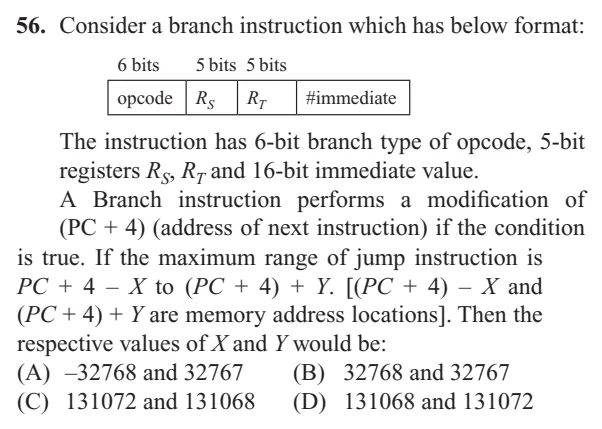 56. Consider a branch instruction which has below format:
6 bits 5 bits 5 bits
opcode R_S R_T #immediate
The instruction has 6-bit branch type of opcode, 5-bit
registers R_S, R_T and 16-bit immediate value.
A Branch instruction performs a modification of
(PC + 4) (address of next instruction) if the condition
is true. If the maximum range of jump instruction is
PC + 4 – X to (PC + 4) + Y. [(PC + 4) – X and
(PC + 4) + Y are memory address locations]. Then the
respective values of X and Y would be:
(A) –32768 and 32767 (B) 32768 and 32767
(C) 131072 and 131068 (D) 131068 and 131072